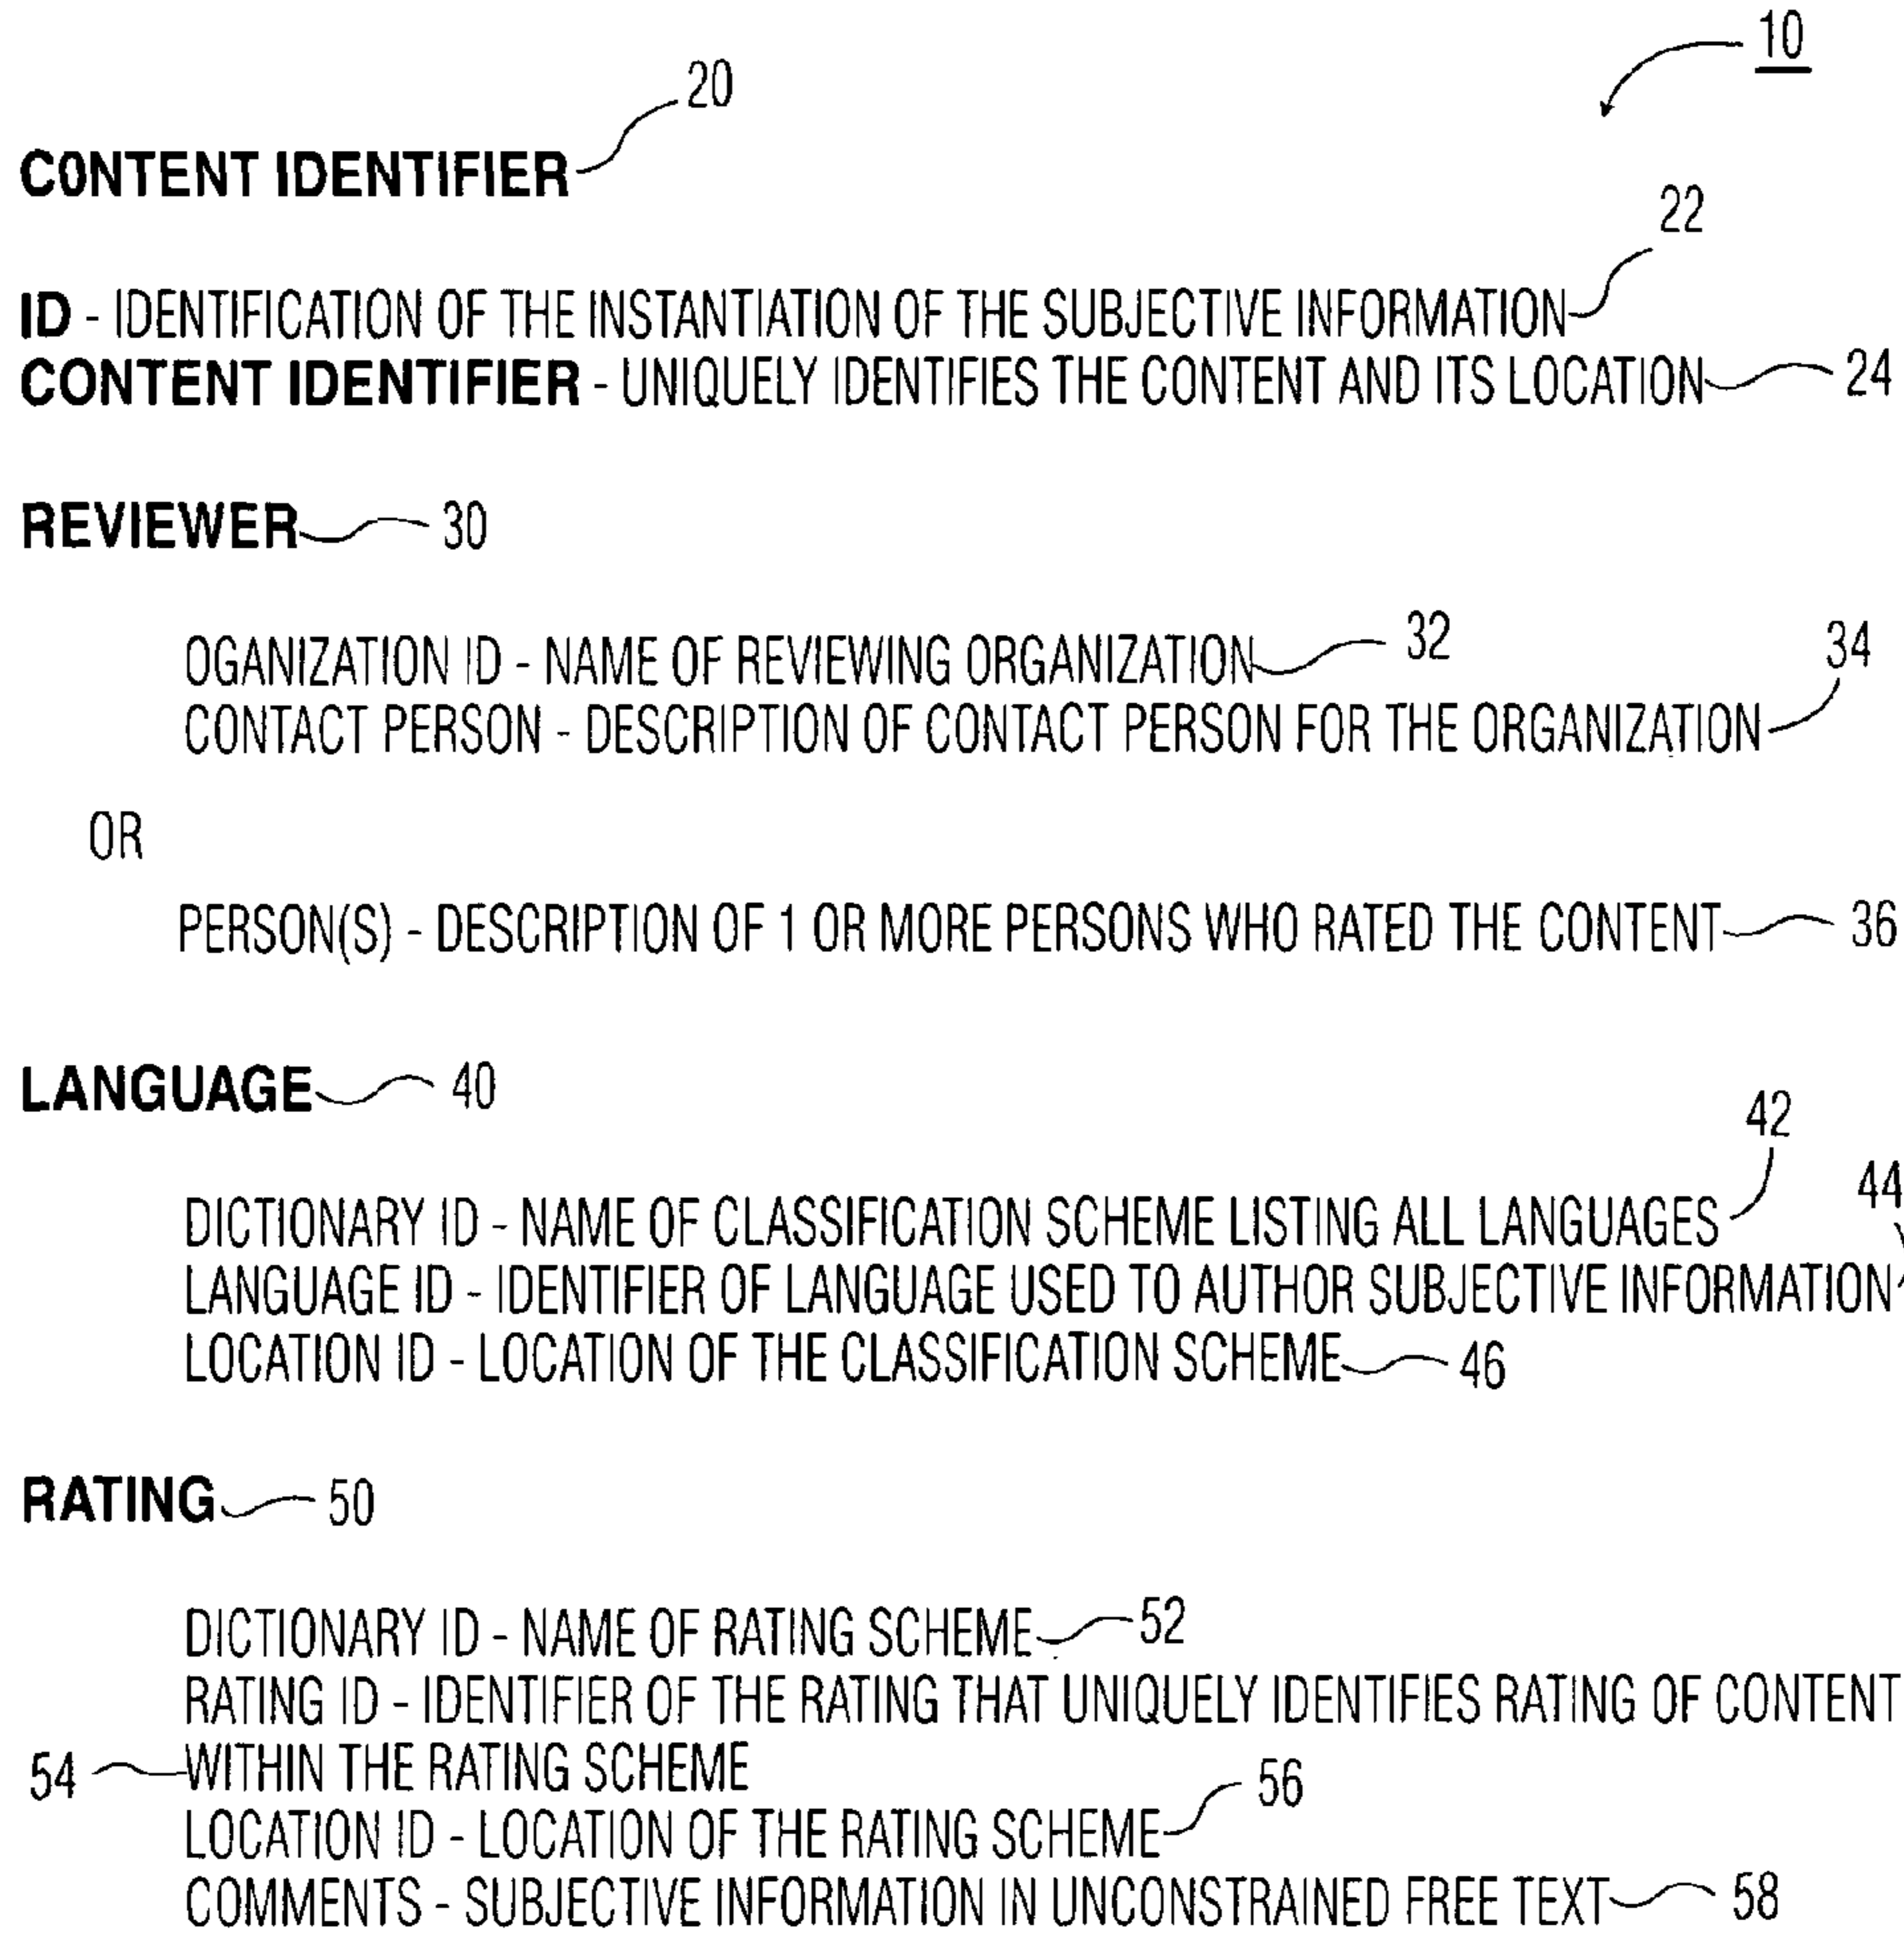 10
CONTENT IDENTIFIER 20
22
ID - IDENTIFICATION OF THE INSTANTIATION OF THE SUBJECTIVE INFORMATION
CONTENT IDENTIFIER - UNIQUELY IDENTIFIES THE CONTENT AND ITS LOCATION 24
REVIEWER 30
OGANIZATION ID - NAME OF REVIEWING ORGANIZATION 32
34
CONTACT PERSON - DESCRIPTION OF CONTACT PERSON FOR THE ORGANIZATION
OR
PERSON(S) - DESCRIPTION OF 1 OR MORE PERSONS WHO RATED THE CONTENT 36
LANGUAGE 40
42
DICTIONARY ID - NAME OF CLASSIFICATION SCHEME LISTING ALL LANGUAGES
44
LANGUAGE ID - IDENTIFIER OF LANGUAGE USED TO AUTHOR SUBJECTIVE INFORMATION
LOCATION ID - LOCATION OF THE CLASSIFICATION SCHEME 46
RATING 50
DICTIONARY ID - NAME OF RATING SCHEME 52
RATING ID - IDENTIFIER OF THE RATING THAT UNIQUELY IDENTIFIES RATING OF CONTENT
54 WITHIN THE RATING SCHEME
LOCATION ID - LOCATION OF THE RATING SCHEME 56
COMMENTS - SUBJECTIVE INFORMATION IN UNCONSTRAINED FREE TEXT 58